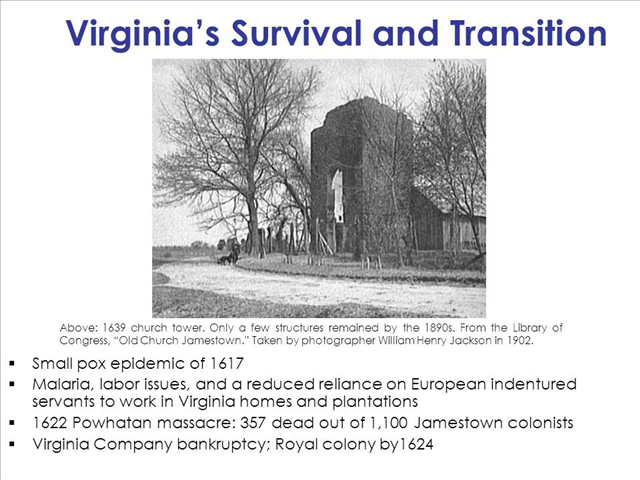 Virginia’s Survival and Transition
Above: 1639 church tower. Only a few structures remained by the 1890s. From the Library of
Congress, “Old Church Jamestown.” Taken by photographer William Henry Jackson in 1902.
▪ Small pox epidemic of 1617
▪ Malaria, labor issues, and a reduced reliance on European indentured
servants to work in Virginia homes and plantations
▪ 1622 Powhatan massacre: 357 dead out of 1,100 Jamestown colonists
▪ Virginia Company bankruptcy; Royal colony by1624